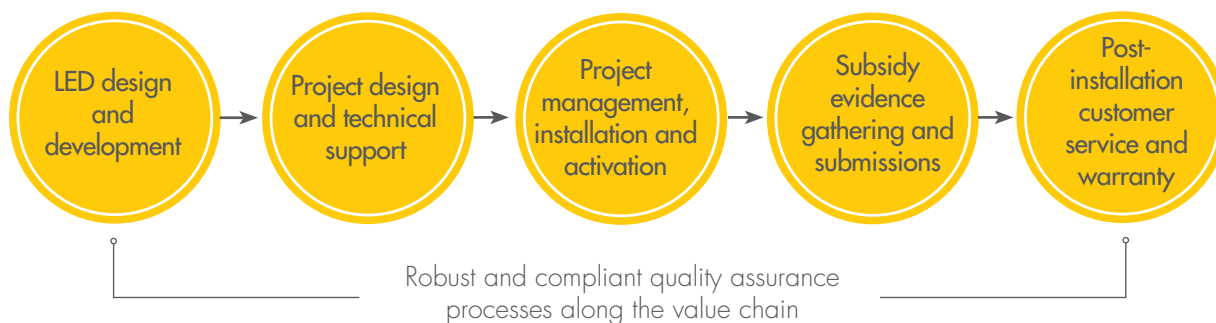 LED design
and
development
Project design
and technical
support
Project
management,
installation and
activation
Subsidy
evidence
gathering and
submissions
Post-
installation
customer
service and
warranty
Robust and compliant quality assurance
processes along the value chain